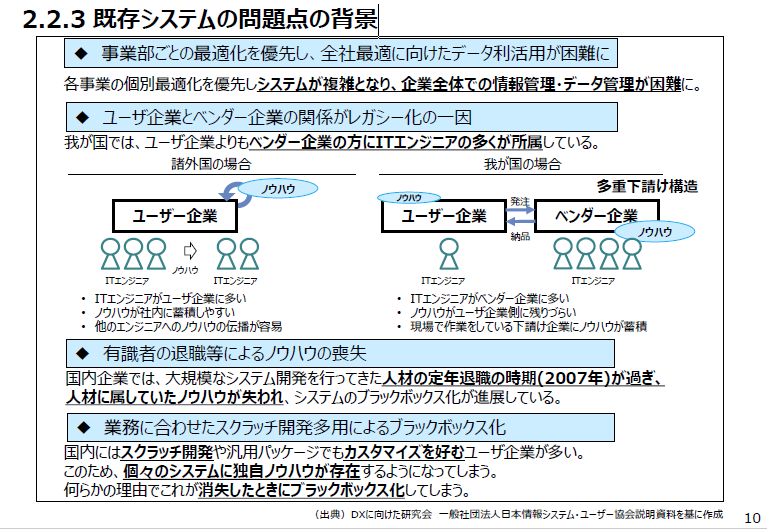 2.2.3 既存システムの問題点の背景
◆ 事業部ごとの最適化を優先し、全社最適に向けたデータ利活用が困難に
各事業の個別最適化を優先しシステムが複雑となり、企業全体での情報管理・データ管理が困難に。
◆ ユーザ企業とベンダー企業の関係がレガシー化の一因
我が国では、ユーザ企業よりもベンダー企業の方にITエンジニアの多くが所属している。
諸外国の場合
ノウハウ
ユーザー企業
ノウハウ
ITエンジニア
ITエンジニア
• ITエンジニアがユーザ企業に多い
• ノウハウが社内に蓄積しやすい
• 他のエンジニアへのノウハウの伝播が容易
我が国の場合
多重下請け構造
ノウハウ
ユーザー企業
発注
納品
ベンダー企業
ノウハウ
ITエンジニア
ITエンジニア
• ITエンジニアがベンダー企業に多い
• ノウハウがユーザ企業側に残りづらい
• 現場で作業をしている下請け企業にノウハウが蓄積
◆ 有識者の退職等によるノウハウの喪失
国内企業では、大規模なシステム開発を行ってきた人材の定年退職の時期(2007年)が過ぎ、
人材に属していたノウハウが失われ、システムのブラックボックス化が進展している。
◆ 業務に合わせたスクラッチ開発多用によるブラックボックス化
国内にはスクラッチ開発や汎用パッケージでもカスタマイズを好むユーザ企業が多い。
このため、個々のシステムに独自ノウハウが存在するようになってしまう。
何らかの理由でこれが消失したときにブラックボックス化してしまう。
（出典）DXに向けた研究会 一般社団法人日本情報システム・ユーザー協会説明資料を基に作成
10